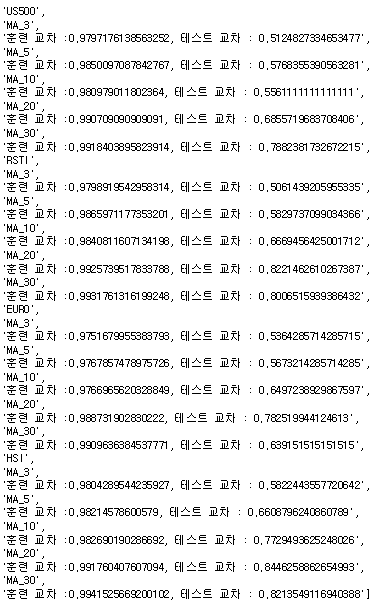 'US500',
'MA_3',
'훈련 교차 :0.9797176138563252, 테스트 교차 : 0.5124827334653477',
'MA_5',
'훈련 교차 :0.9850097087842767, 테스트 교차 : 0.5768355390563281',
'MA_10',
'훈련 교차 :0.980979011802364, 테스트 교차 : 0.5561111111111111',
'MA_20',
'훈련 교차 :0.990709090909091, 테스트 교차 : 0.6855719683708406',
'MA_30',
'훈련 교차 :0.9918403895823914, 테스트 교차 : 0.7882381732672215',
'RSTI',
'MA_3',
'훈련 교차 :0.9798919542958314, 테스트 교차 : 0.5061439205955335',
'MA_5',
'훈련 교차 :0.9865971177353201, 테스트 교차 : 0.5829737099034366',
'MA_10',
'훈련 교차 :0.9840811607134198, 테스트 교차 : 0.6669456425001712',
'MA_20',
'훈련 교차 :0.9925739517833788, 테스트 교차 : 0.8221462610267387',
'MA_30',
'훈련 교차 :0.9931761316199248, 테스트 교차 : 0.8006515939386432',
'EURO',
'MA_3',
'훈련 교차 :0.9751679955383793, 테스트 교차 : 0.5364285714285715',
'MA_5',
'훈련 교차 :0.9767857478975726, 테스트 교차 : 0.5673214285714285',
'MA_10',
'훈련 교차 :0.9766965620328849, 테스트 교차 : 0.6497238929867597',
'MA_20',
'훈련 교차 :0.988731902830222, 테스트 교차 : 0.782519944124613',
'MA_30',
'훈련 교차 :0.9909636384537771, 테스트 교차 : 0.639151515151515',
'HSI',
'MA_3',
'훈련 교차 :0.9804289544235927, 테스트 교차 : 0.5822443557720642',
'MA_5',
'훈련 교차 :0.98214578600579, 테스트 교차 : 0.6608796240860789',
'MA_10',
'훈련 교차 :0.982690190286692, 테스트 교차 : 0.7729493625248026',
'MA_20',
'훈련 교차 :0.991760407607094, 테스트 교차 : 0.8446258862654993',
'MA_30',
'훈련 교차 :0.9941525669200102, 테스트 교차 : 0.8213549116940388']